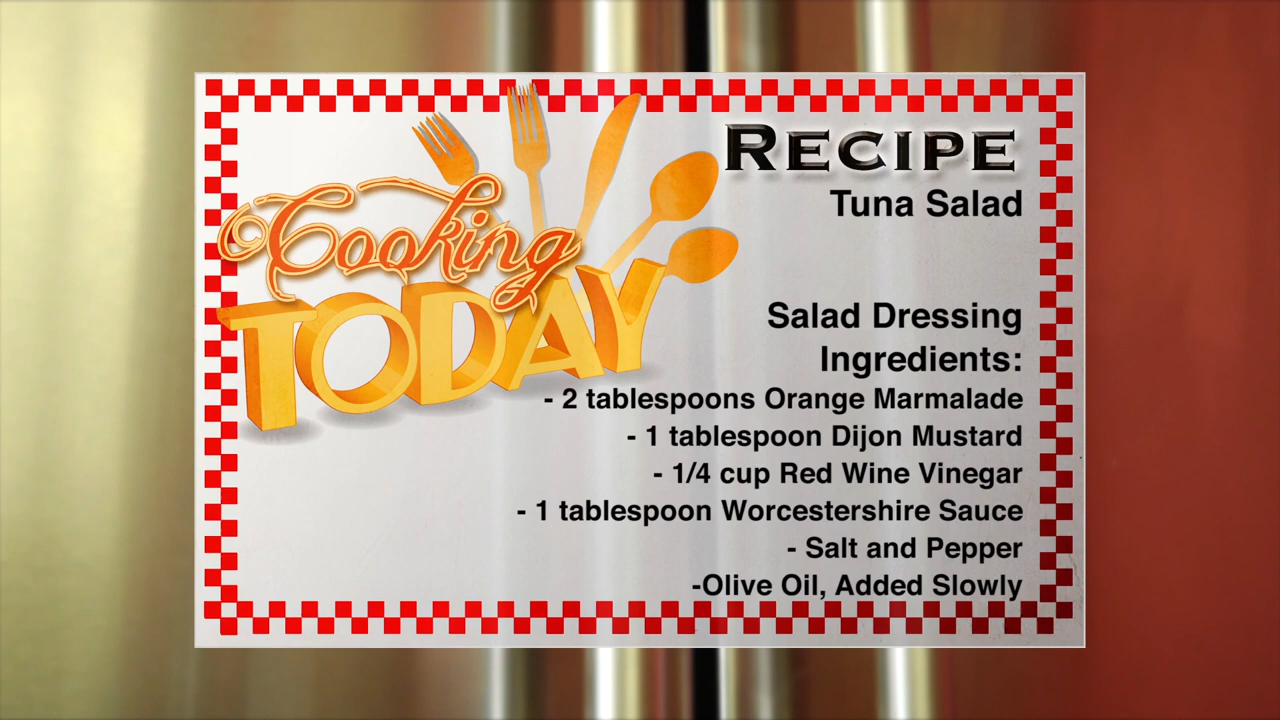 Cooking
TODAY
RECIPE
Tuna Salad
Salad Dressing
Ingredients:
- 2 tablespoons Orange Marmalade
- 1 tablespoon Dijon Mustard
- 1/4 cup Red Wine Vinegar
- 1 tablespoon Worcestershire Sauce
- Salt and Pepper
-Olive Oil, Added Slowly